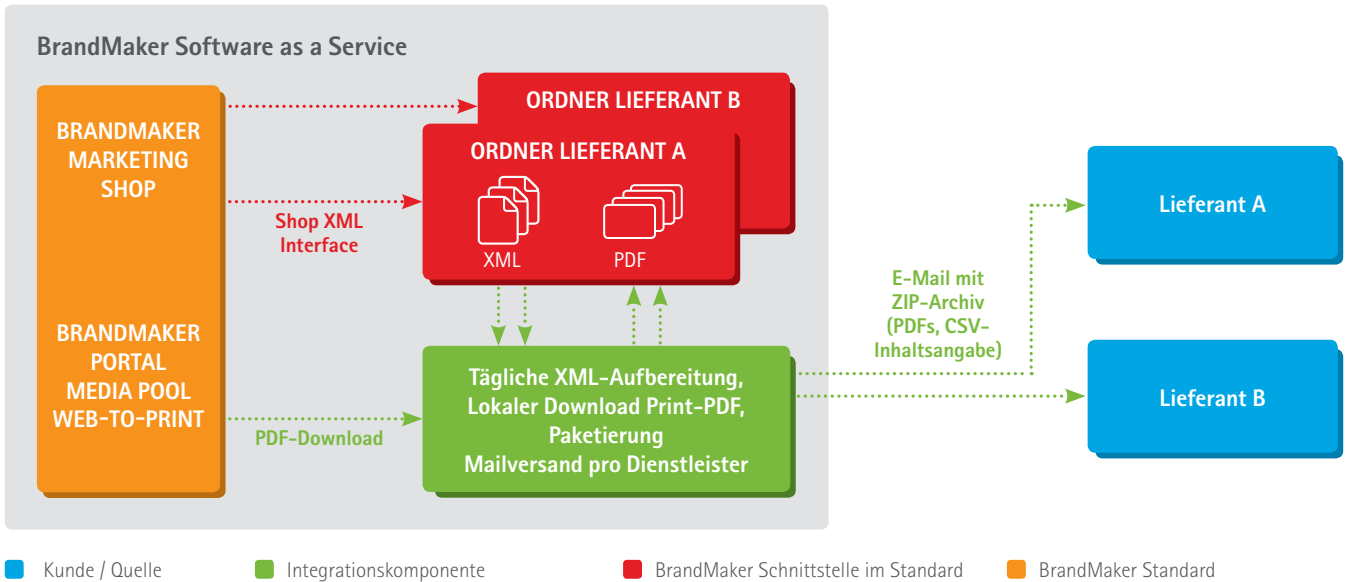 BrandMaker Software as a Service
BRANDMAKER
MARKETING
SHOP
BRANDMAKER
PORTAL
MEDIA POOL
WEB-TO-PRINT
Shop XML
Interface
PDF-Download
ORDNER LIEFERANT B
ORDNER LIEFERANT A
XML
PDF
Tägliche XML-Aufbereitung,
Lokaler Download Print-PDF,
Paketierung
Mailversand pro Dienstleister
E-Mail mit
ZIP-Archiv
(PDFs, CSV-
Inhaltsangabe)
Lieferant A
Lieferant B
Kunde / Quelle
Integrationskomponente
BrandMaker Schnittstelle im Standard
BrandMaker Standard